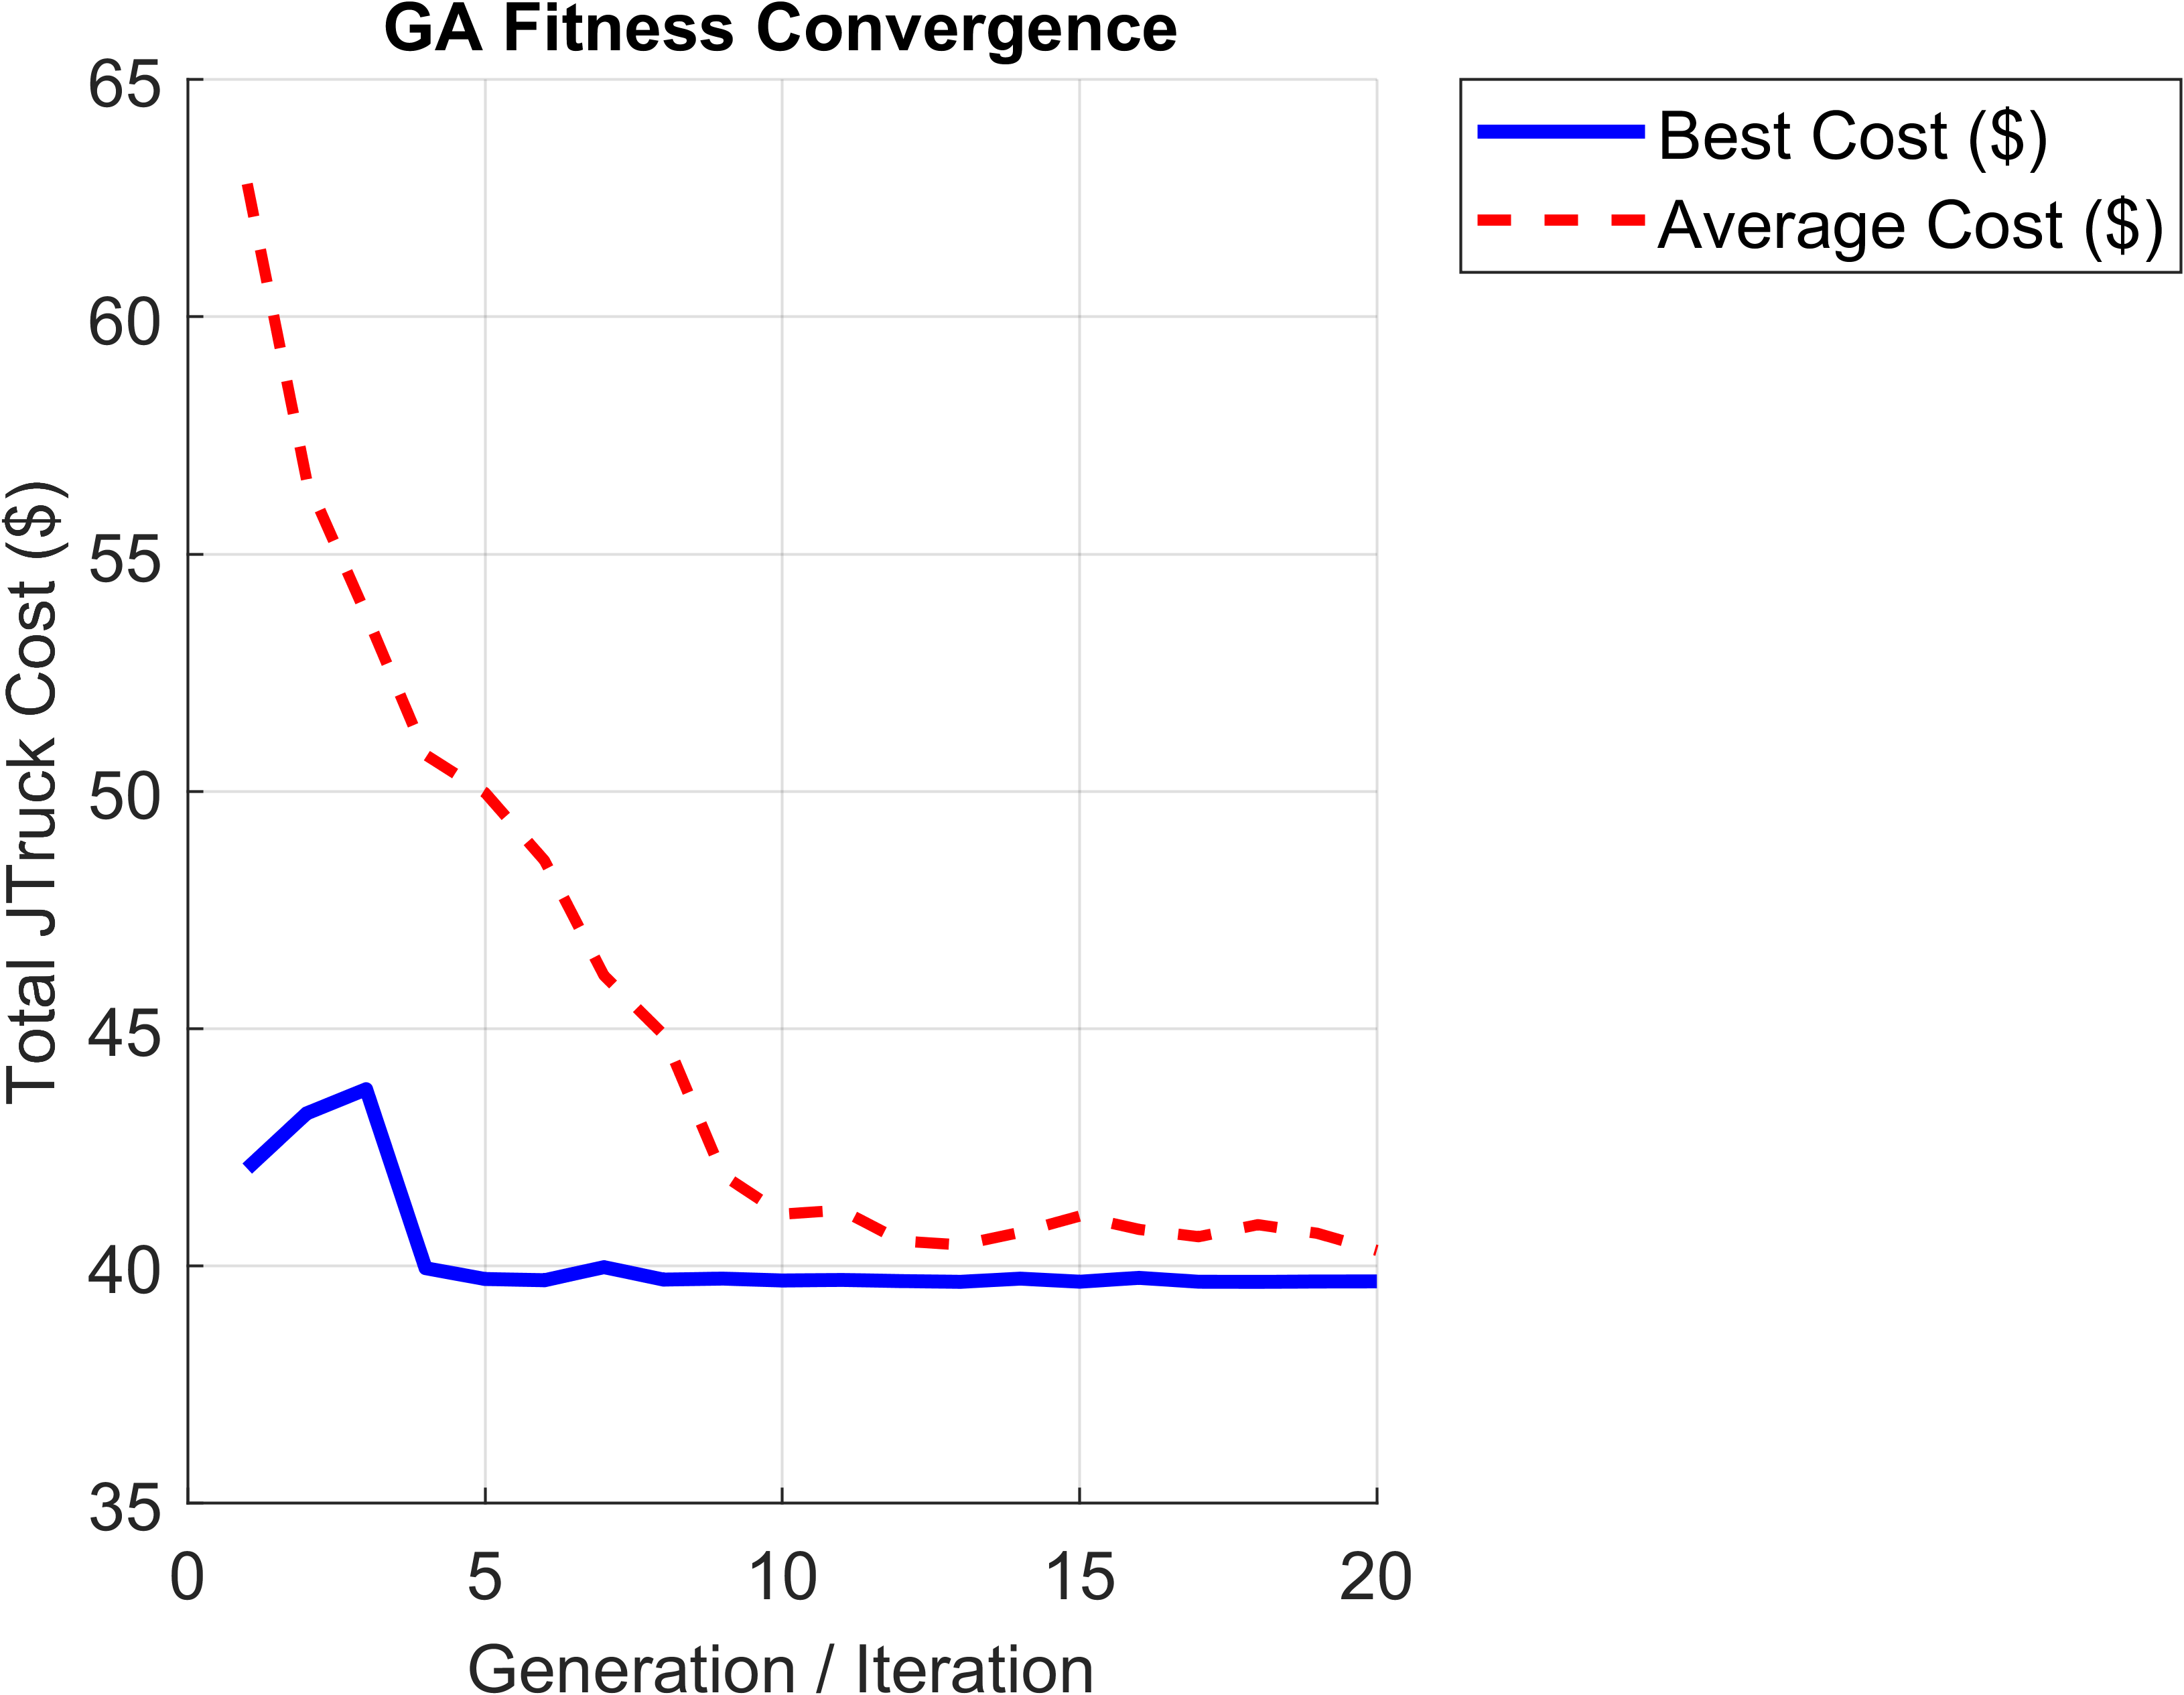 GA Fitness Convergence
Best Cost ($)
Average Cost ($)
Total JTruck Cost ($)
65
60
55
50
45
40
35
0 5 10 15 20
Generation / Iteration